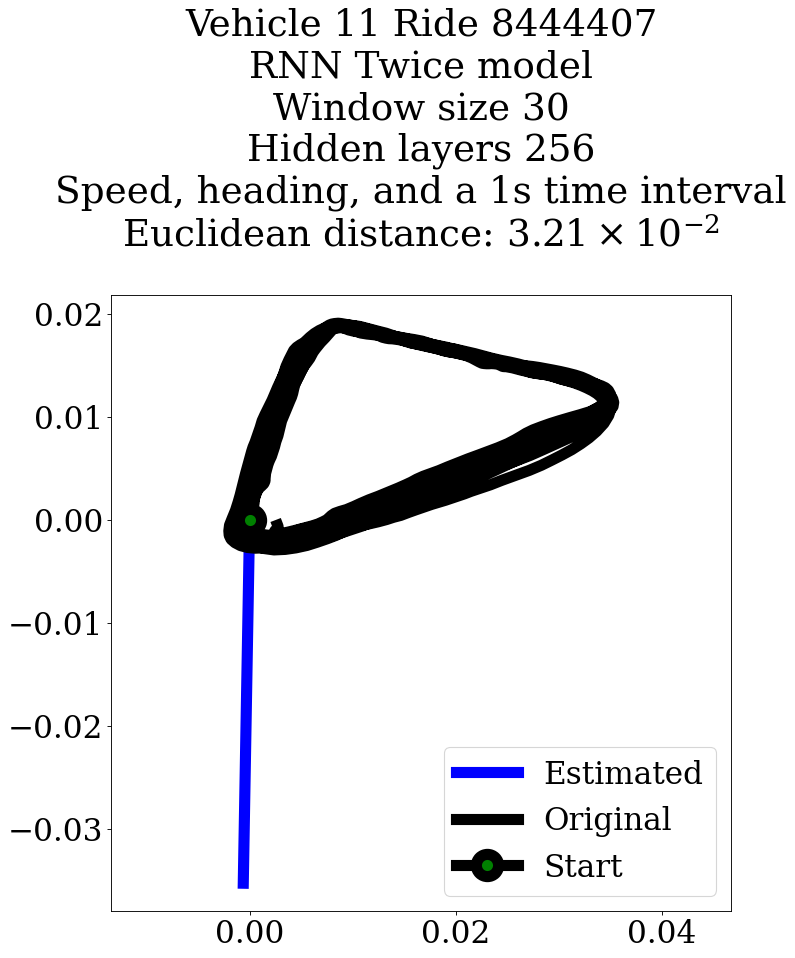 Vehicle 11 Ride 8444407
RNN Twice model
Window size 30
Hidden layers 256
Speed, heading, and a 1s time interval
Euclidean distance: 3.21 × 10⁻²
0.02
0.01
0.00
−0.01
−0.02
−0.03
0.00 0.02 0.04
Estimated
Original
Start